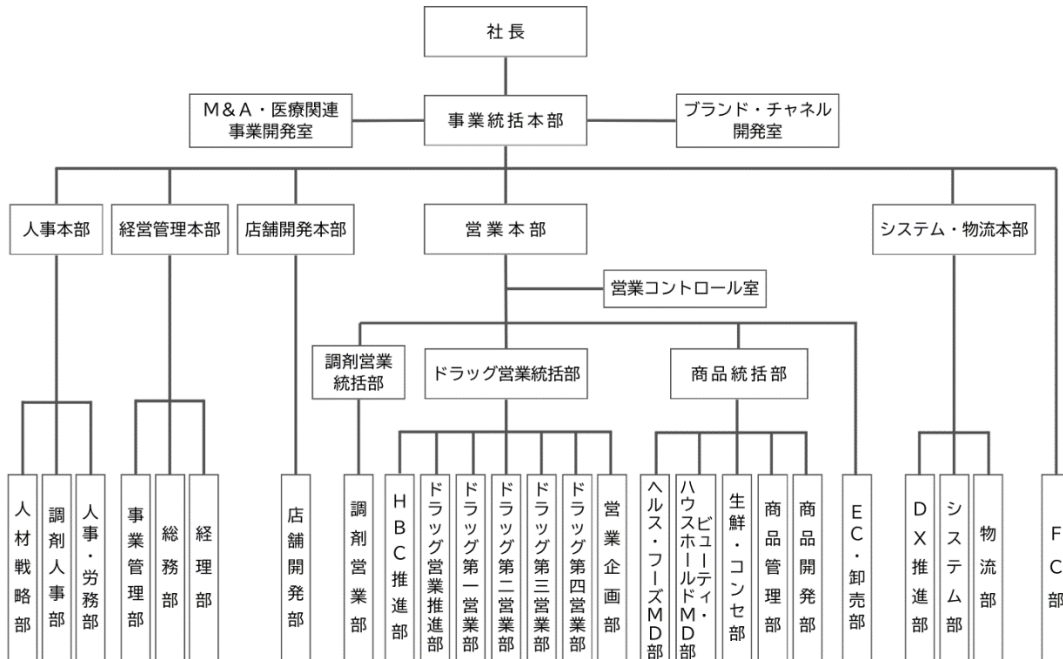 社長
M&A・医療関連
事業開発室
事業統括本部
ブランド・チャネル
開発室
人事本部
経営管理本部
店舗開発本部
営業本部
システム・物流本部
営業コントロール室
調剤営業
統括部
ドラッグ営業統括部
商品統括部
人材戦略部
調剤人事部
人事・労務部
事業管理部
総務部
経理部
店舗開発部
調剤営業部
HBC推進部
ドラッグ営業推進部
ドラッグ第一営業部
ドラッグ第二営業部
ドラッグ第三営業部
ドラッグ第四営業部
営業企画部
ヘルス・フーズMD部
ビューティ・
ハウスホールドMD部
生鮮・コンセ部
商品管理部
商品開発部
EC・卸売部
DX推進部
システム部
物流部
FC部